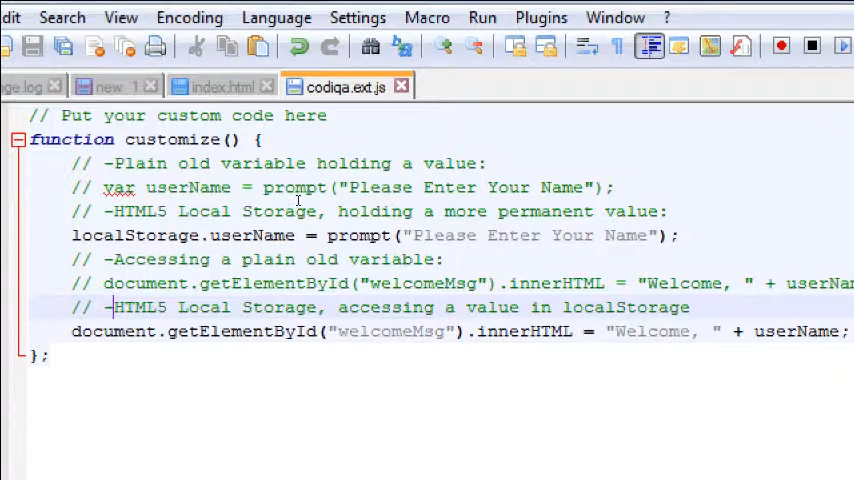 dit Search View Encoding Language Settings Macro Run Plugins Window ?
ge log new 1 index.html codiqa.ext.js
// Put your custom code here
function customize() {
// -Plain old variable holding a value:
// var userName = prompt("Please Enter Your Name");
// -HTML5 Local Storage, holding a more permanent value:
localStorage.userName = prompt("Please Enter Your Name");
// -Accessing a plain old variable:
// document.getElementById("welcomeMsg").innerHTML = "Welcome, " + userNa
// -HTML5 Local Storage, accessing a value in localStorage
document.getElementById("welcomeMsg").innerHTML = "Welcome, " + userName;
};